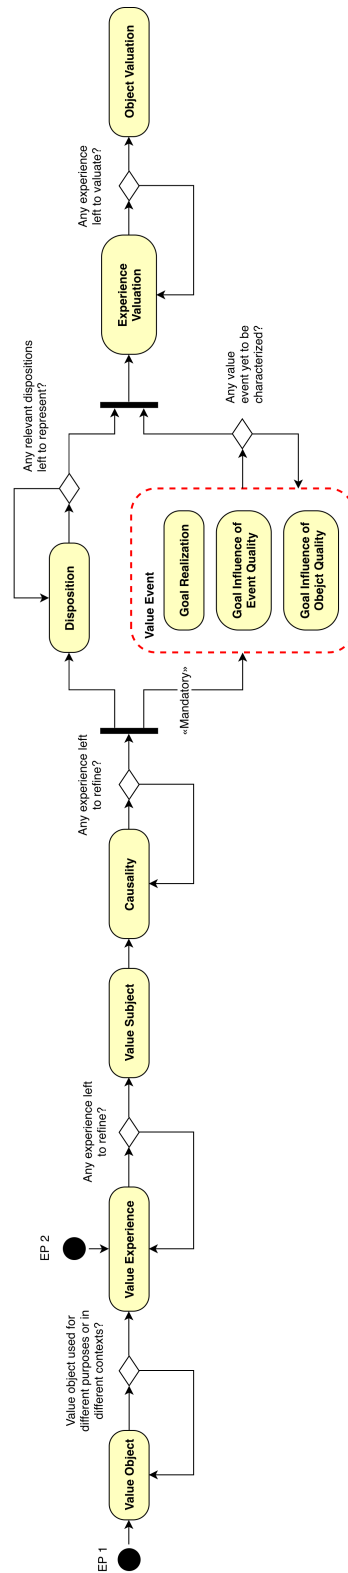 EP 1
Value Object
Value object used for
different purposes or in
different contexts?
EP 2
Value Experience
Any experience left
to refine?
Value Subject
Causality
Any experience left
to refine?
«Mandatory»
Disposition
Any relevant dispositions
left to represent?
Value Event
Goal Realization
Goal Influence of
Event Quality
Goal Influence of
Obejct Quality
Any value
event yet to be
characterized?
Experience
Valuation
Any experience
left to valuate?
Object Valuation